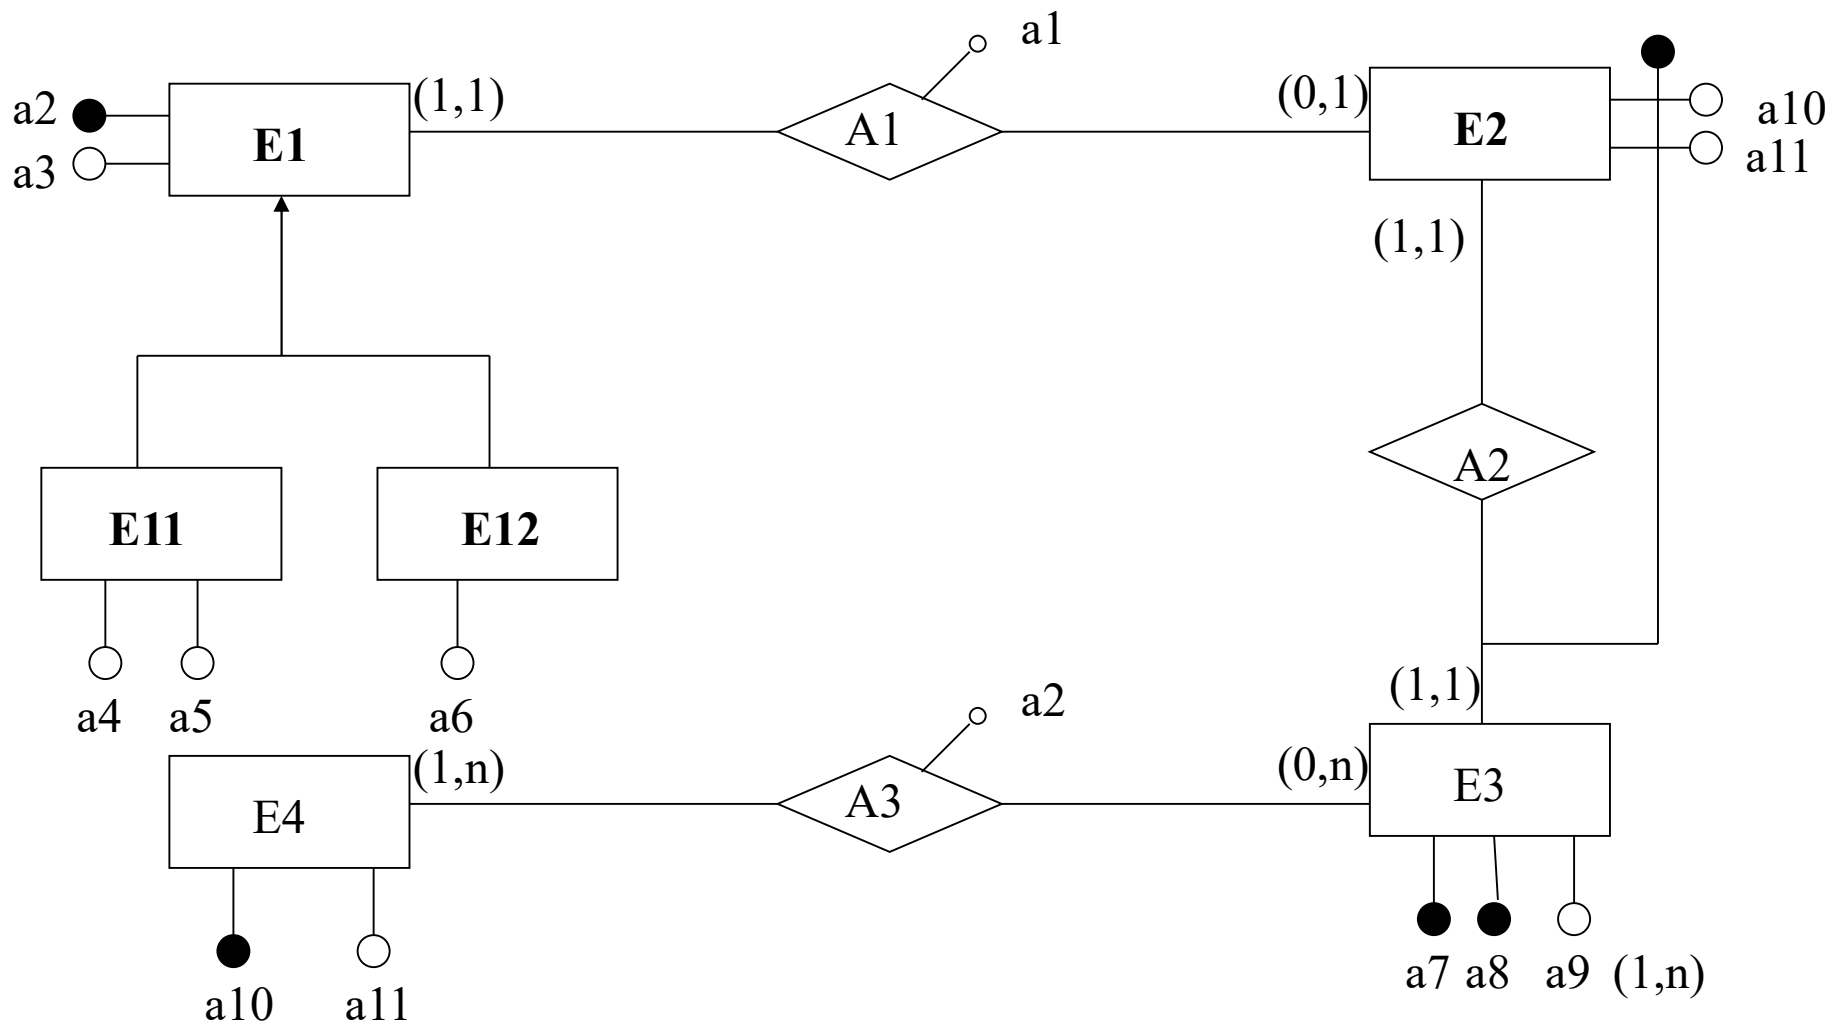 a1
a2
(1,1)
A1
(0,1)
E1
E2
a10
a3
a11
(1,1)
A2
E11
E12
a4
a5
a6
(1,n)
a2
(1,1)
A3
(0,n)
E4
E3
a10
a11
a7
a8
a9
(1,n)